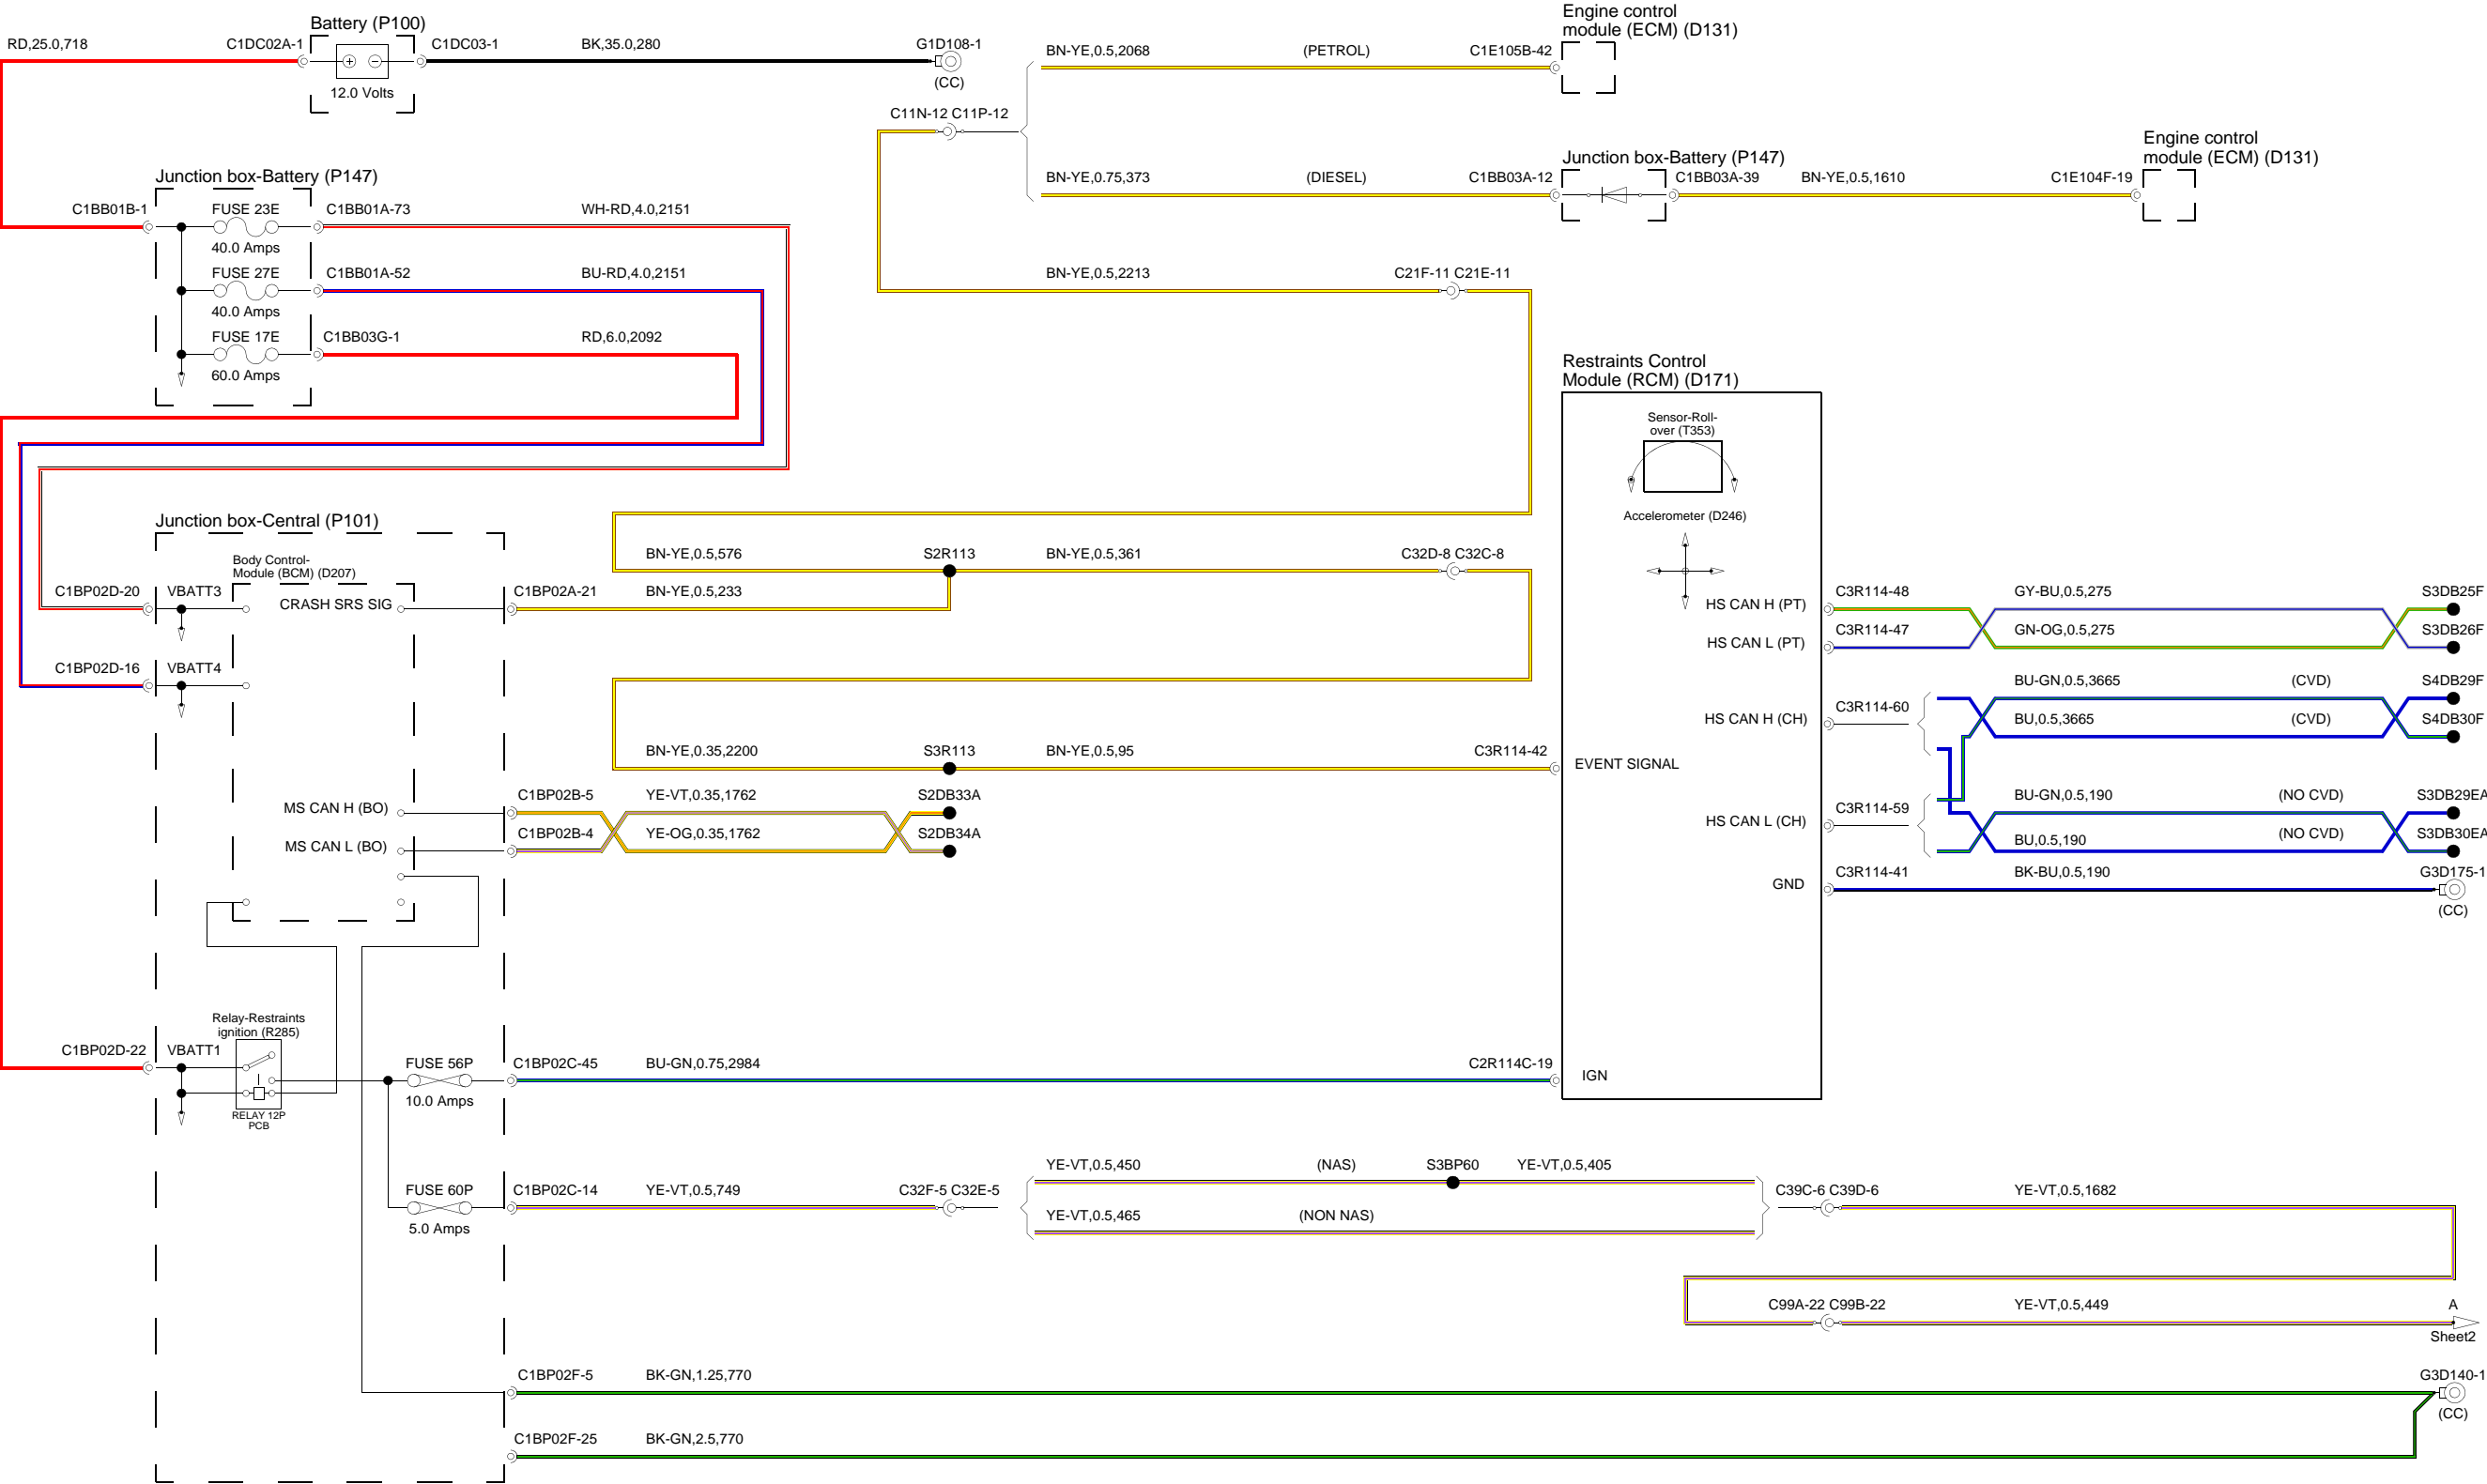 Battery (P100)
RD,25.0,718
C1DC02A-1
C1DC03-1
BK,35.0,280
G1D108-1
(CC)
12.0 Volts
Engine control
module (ECM) (D131)
BN-YE,0.5,2068
(PETROL)
C1E105B-42
C11N-12 C11P-12
Engine control
module (ECM) (D131)
Junction box-Battery (P147)
BN-YE,0.75,373
(DIESEL)
C1BB03A-12
C1BB03A-39
BN-YE,0.5,1610
C1E104F-19
Junction box-Battery (P147)
C1BB01B-1
FUSE 23E
C1BB01A-73
WH-RD,4.0,2151
40.0 Amps
FUSE 27E
C1BB01A-52
BU-RD,4.0,2151
40.0 Amps
FUSE 17E
C1BB03G-1
RD,6.0,2092
60.0 Amps
BN-YE,0.5,2213
C21F-11 C21E-11
Restraints Control
Module (RCM) (D171)
Sensor-Roll-
over (T353)
Accelerometer (D246)
Junction box-Central (P101)
Body Control-
Module (BCM) (D207)
BN-YE,0.5,576
S2R113
BN-YE,0.5,361
C32D-8 C32C-8
C1BP02D-20
VBATT3
CRASH SRS SIG
C1BP02A-21
BN-YE,0.5,233
HS CAN H (PT)
C3R114-48
GY-BU,0.5,275
S3DB25F
HS CAN L (PT)
C3R114-47
GN-OG,0.5,275
S3DB26F
C1BP02D-16
VBATT4
BU-GN,0.5,3665
(CVD)
S4DB29F
HS CAN H (CH)
C3R114-60
BU,0.5,3665
(CVD)
S4DB30F
BN-YE,0.35,2200
S3R113
BN-YE,0.5,95
C3R114-42
EVENT SIGNAL
MS CAN H (BO)
C1BP02B-5
YE-VT,0.35,1762
S2DB33A
BU-GN,0.5,190
(NO CVD)
S3DB29EA
HS CAN L (CH)
C3R114-59
MS CAN L (BO)
C1BP02B-4
YE-OG,0.35,1762
S2DB34A
BU,0.5,190
(NO CVD)
S3DB30EA
GND
C3R114-41
BK-BU,0.5,190
G3D175-1
(CC)
Relay-Restraints
ignition (R285)
C1BP02D-22
VBATT1
RELAY 12P
PCB
FUSE 56P
C1BP02C-45
BU-GN,0.75,2984
C2R114C-19
IGN
10.0 Amps
YE-VT,0.5,450
(NAS)
S3BP60
YE-VT,0.5,405
FUSE 60P
C1BP02C-14
YE-VT,0.5,749
C32F-5 C32E-5
C39C-6 C39D-6
YE-VT,0.5,1682
5.0 Amps
YE-VT,0.5,465
(NON NAS)
C99A-22 C99B-22
YE-VT,0.5,449
A
Sheet2
C1BP02F-5
BK-GN,1.25,770
G3D140-1
(CC)
C1BP02F-25
BK-GN,2.5,770